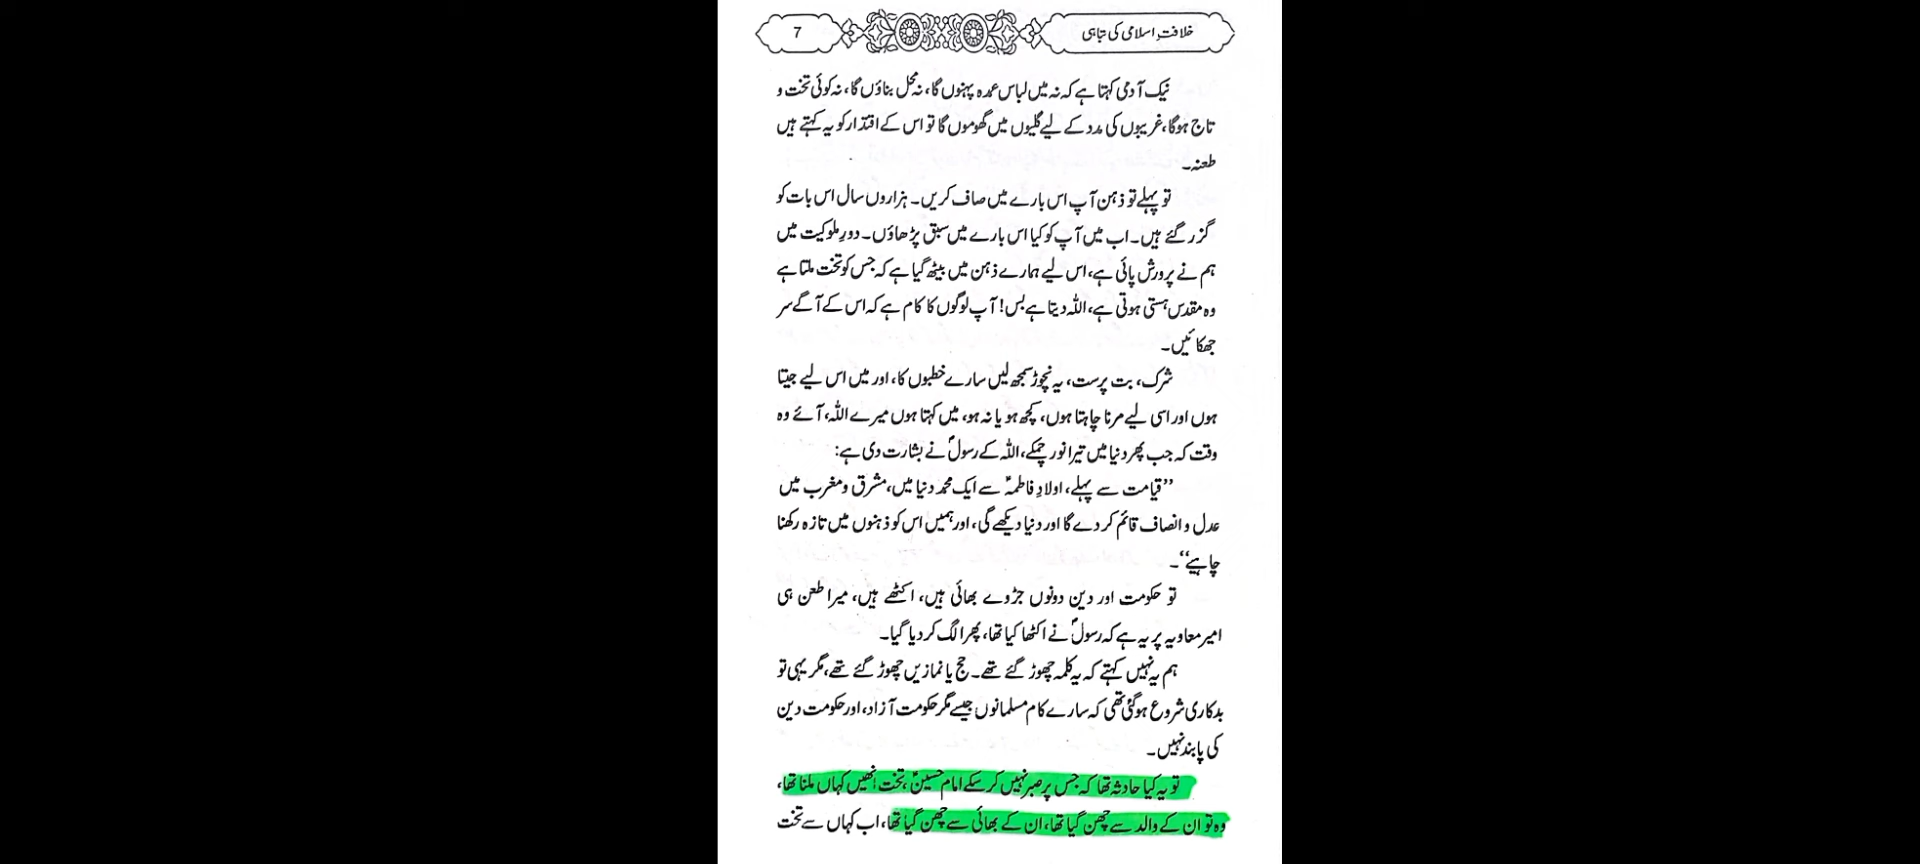 خلافتِ اسلامی کی تباہی
7
نیک آدمی کہتا ہے کہ نہ میں لباس عمدہ پہنوں گا، نہ محل بناؤں گا، نہ کوئی تخت و
تاج ہوگا، غریبوں کی مدد کے لیے گلیوں میں گھوموں گا تو اس کے اقتدار کو یہ کہتے ہیں
طعنہ۔
تو پہلے تو ذہن آپ اس بارے میں صاف کریں۔ ہزاروں سال اس بات کو
گزر گئے ہیں۔ اب میں آپ کو کیا اس بارے میں سبق پڑھاؤں۔ دورِ ملوکیت میں
ہم نے پرورش پائی ہے، اس لیے ہمارے ذہن میں بیٹھ گیا ہے کہ جس کو تخت ملتا ہے
وہ مقدس ہستی ہوتی ہے، اللہ دیتا ہے بس! آپ لوگوں کا کام ہے کہ اس کے آگے سر
جھکائیں۔
شرک، بت پرست، یہ نچوڑ سمجھ لیں سارے خطبوں کا، اور میں اس لیے جیتا
ہوں اور اسی لیے مرنا چاہتا ہوں، کچھ ہو یا نہ ہو، میں کہتا ہوں میرے اللہ، آئے وہ
وقت کہ جب پھر دنیا میں تیرا نور چمکے، اللہ کے رسولؐ نے بشارت دی ہے:
”قیامت سے پہلے، اولادِ فاطمہؑ سے ایک محمد دنیا میں، مشرق و مغرب میں
عدل و انصاف قائم کر دے گا اور دنیا دیکھے گی، اور ہمیں اس کو ذہنوں میں تازہ رکھنا
چاہیے“۔
تو حکومت اور دین دونوں جڑوے بھائی ہیں، اکٹھے ہیں، میرا طعن ہی
امیر معاویہ پر یہ ہے کہ رسولؐ نے اکٹھا کیا تھا، پھر الگ کر دیا گیا۔
ہم یہ نہیں کہتے کہ یہ کلمہ چھوڑ گئے تھے۔ حج یا نمازیں چھوڑ گئے تھے، مگر یہی تو
بدکاری شروع ہوگئی تھی کہ سارے کام مسلمانوں جیسے مگر حکومت آزاد، اور حکومت دین
کی پابند نہیں۔
تو یہ کیا حادثہ تھا کہ جس پر صبر نہیں کر سکے امام حسینؑ، تخت انھیں کہاں ملنا تھا،
وہ تو ان کے والد سے چھن گیا تھا، ان کے بھائی سے چھن گیا تھا، اب کہاں سے تخت